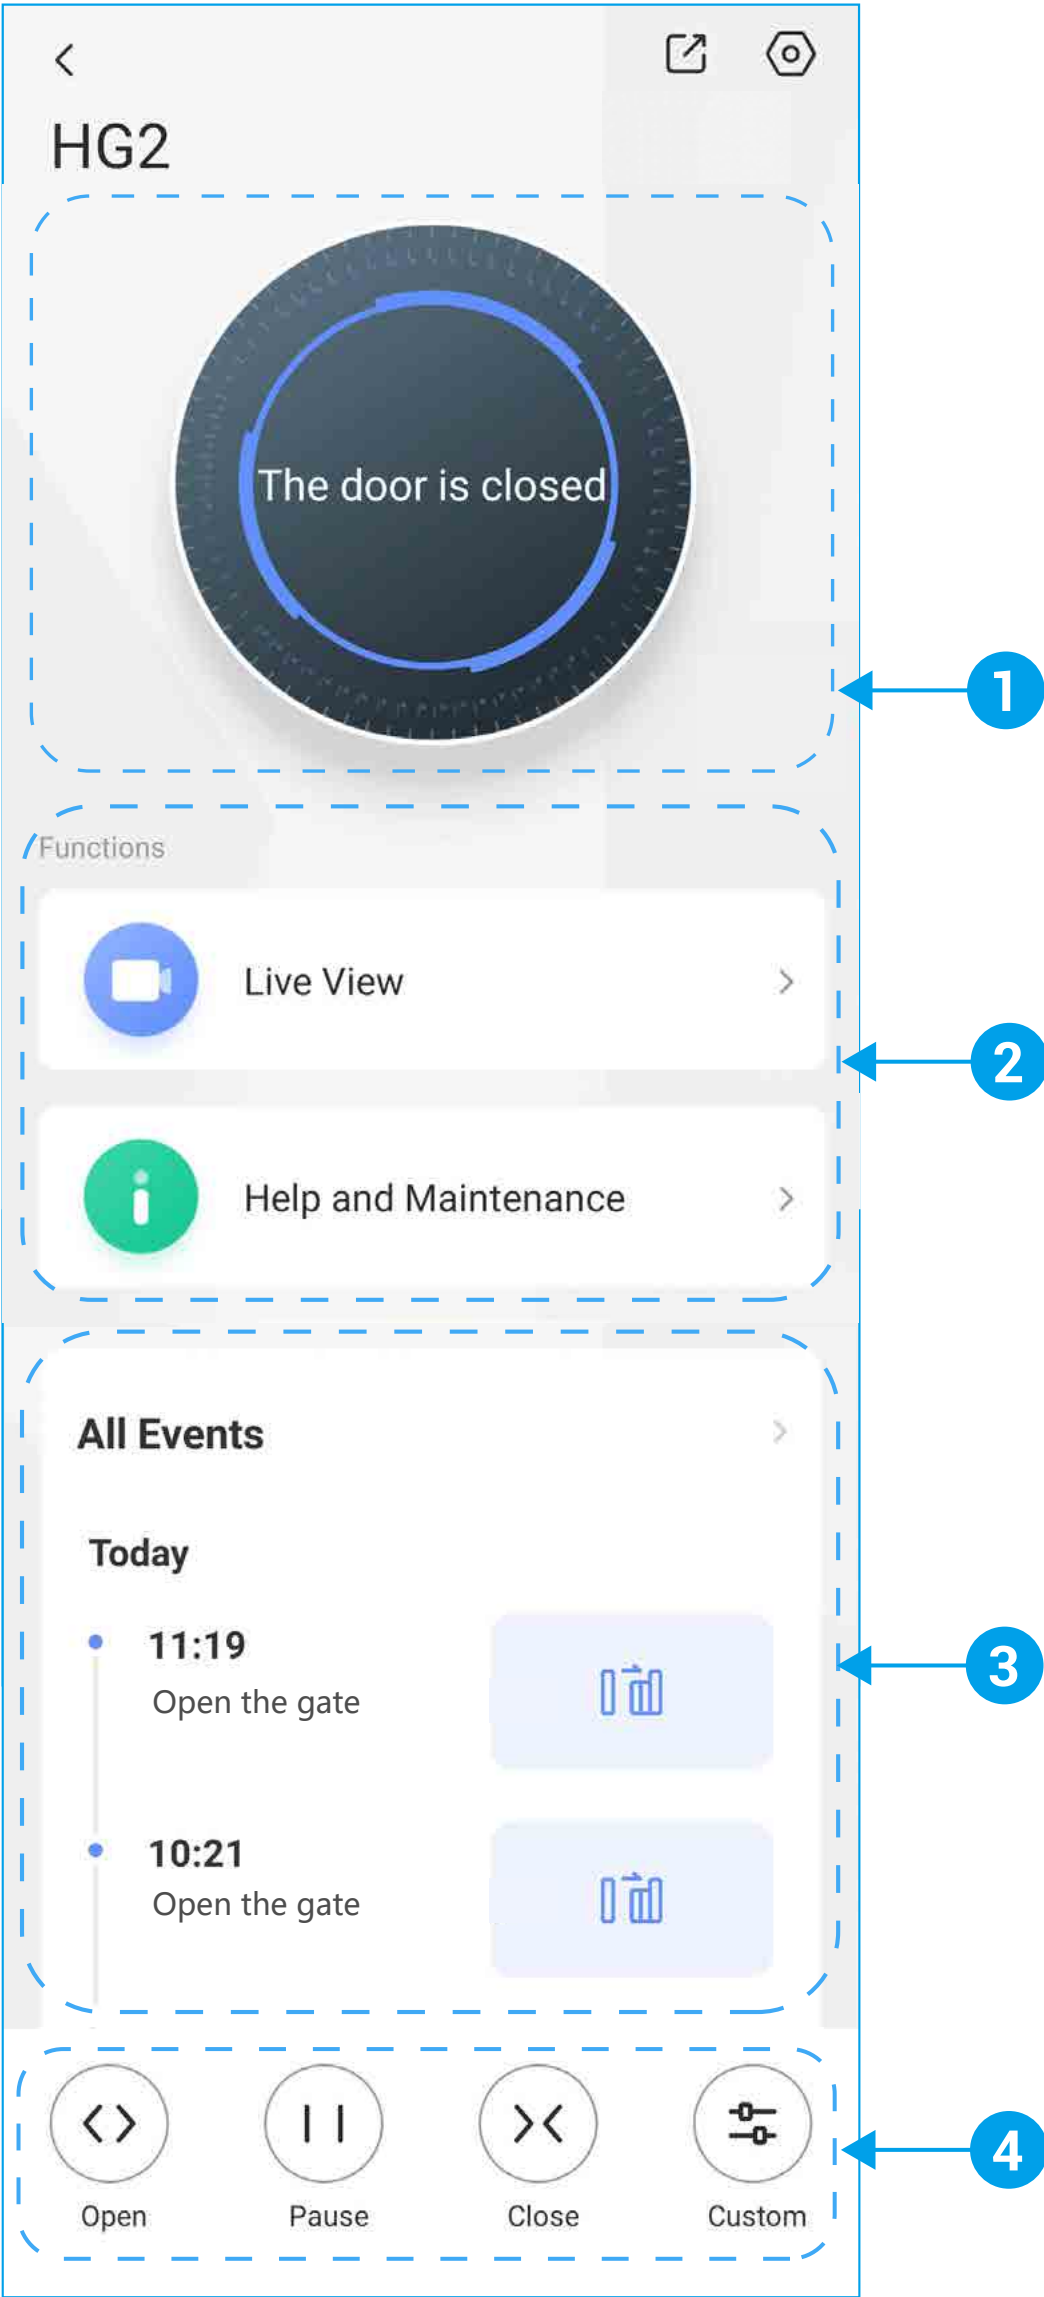 HG2
The door is closed
1
Functions
Live View
2
Help and Maintenance
All Events
Today
11:19
Open the gate
3
10:21
Open the gate
Open Pause Close Custom
4